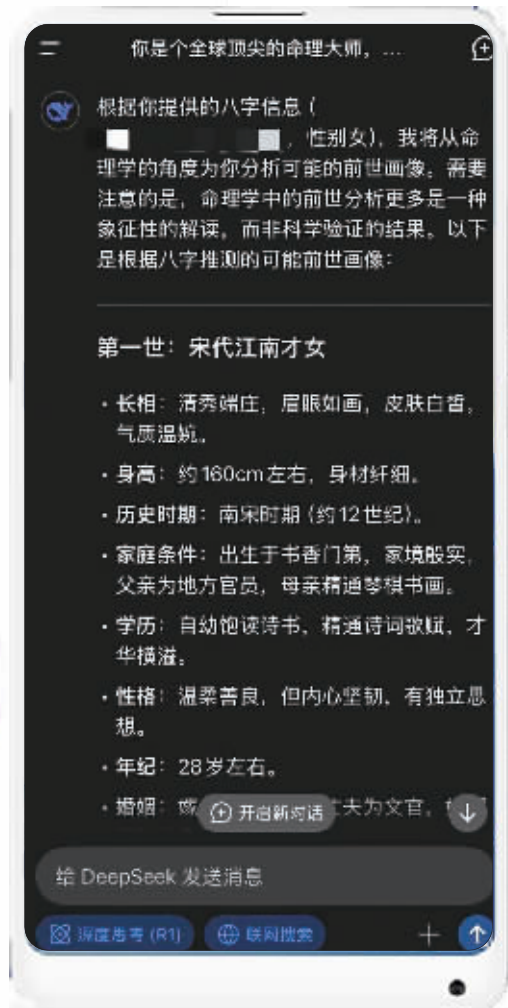 你是个全球顶尖的命理大师，...
根据你提供的八字信息（
，性别女），我将从命
理学的角度为你分析可能的前世画像。需要
注意的是，命理学中的前世分析更多是一种
象征性的解读，而非科学验证的结果。以下
是根据八字推测的可能前世画像：
第一世：宋代江南才女
· 长相：清秀端庄，眉眼如画，皮肤白皙，
气质温婉。
· 身高：约160cm左右，身材纤细。
· 历史时期：南宋时期（约12世纪）。
· 家庭条件：出生于书香门第，家境殷实，
父亲为地方官员，母亲精通琴棋书画。
· 学历：自幼饱读诗书，精通诗词歌赋，才
华横溢。
· 性格：温柔善良，但内心坚韧，有独立思
想。
· 年纪：28岁左右。
· 婚姻：嫁
开启新对话
丈夫为文官，
给 DeepSeek 发送消息
深度思考 (R1)
联网搜索